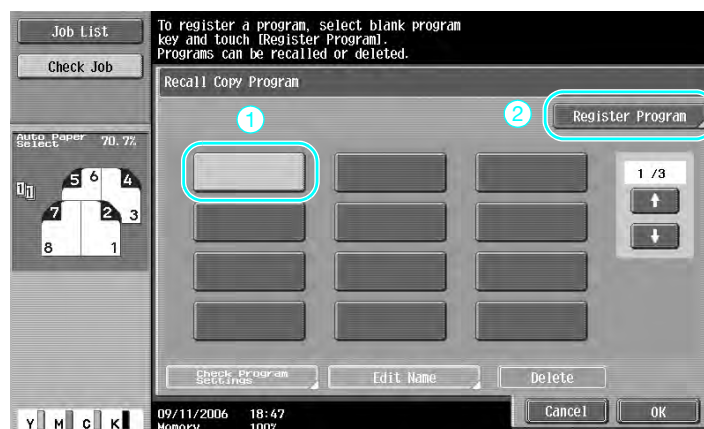 Job List
Check Job
To register a program, select blank program
key and touch [Register Program].
Programs can be recalled or deleted.
Recall Copy Program
1
2
Register Program
Auto Paper
Select
70.7%
1 /3
5 6 4
7 2 3
8 1
Check Program
Settings
Edit Name
Delete
Y M C K
09/11/2006 18:47
Memory 100%
Cancel
OK